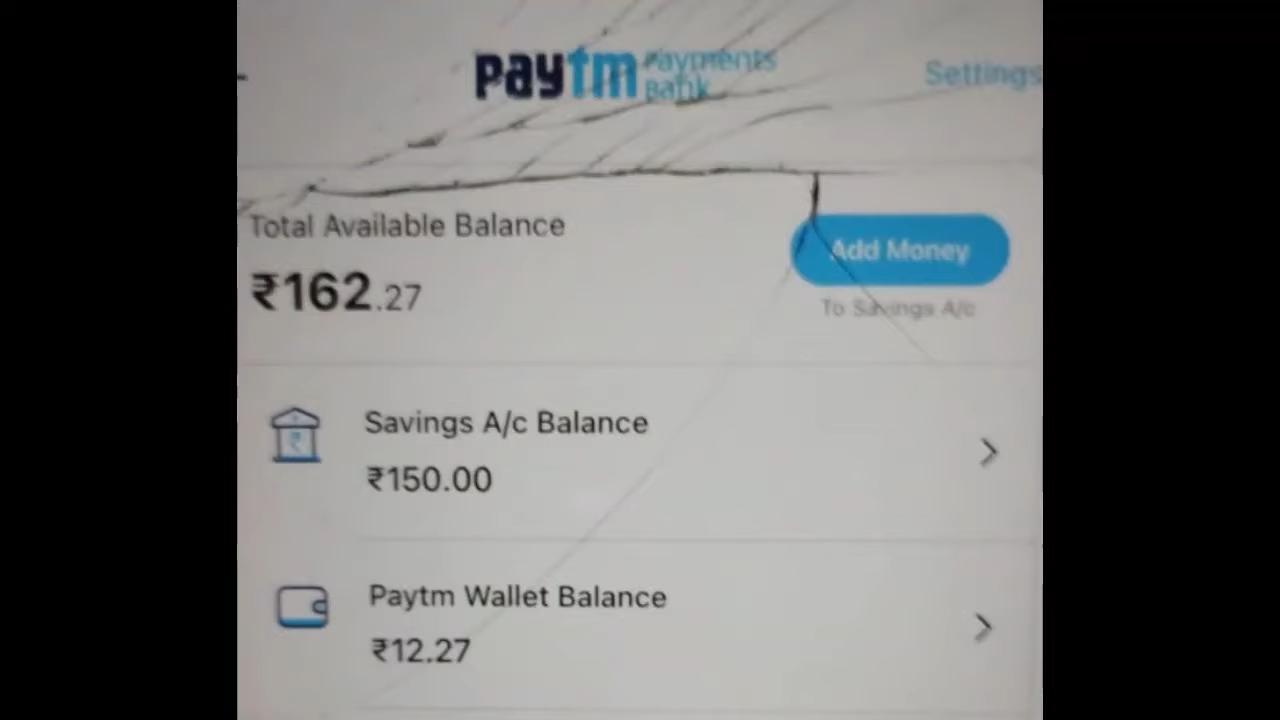 paytm Payments Bank
Settings
Total Available Balance
₹162.27
Add Money
To Savings A/c
Savings A/c Balance
₹150.00
Paytm Wallet Balance
₹12.27